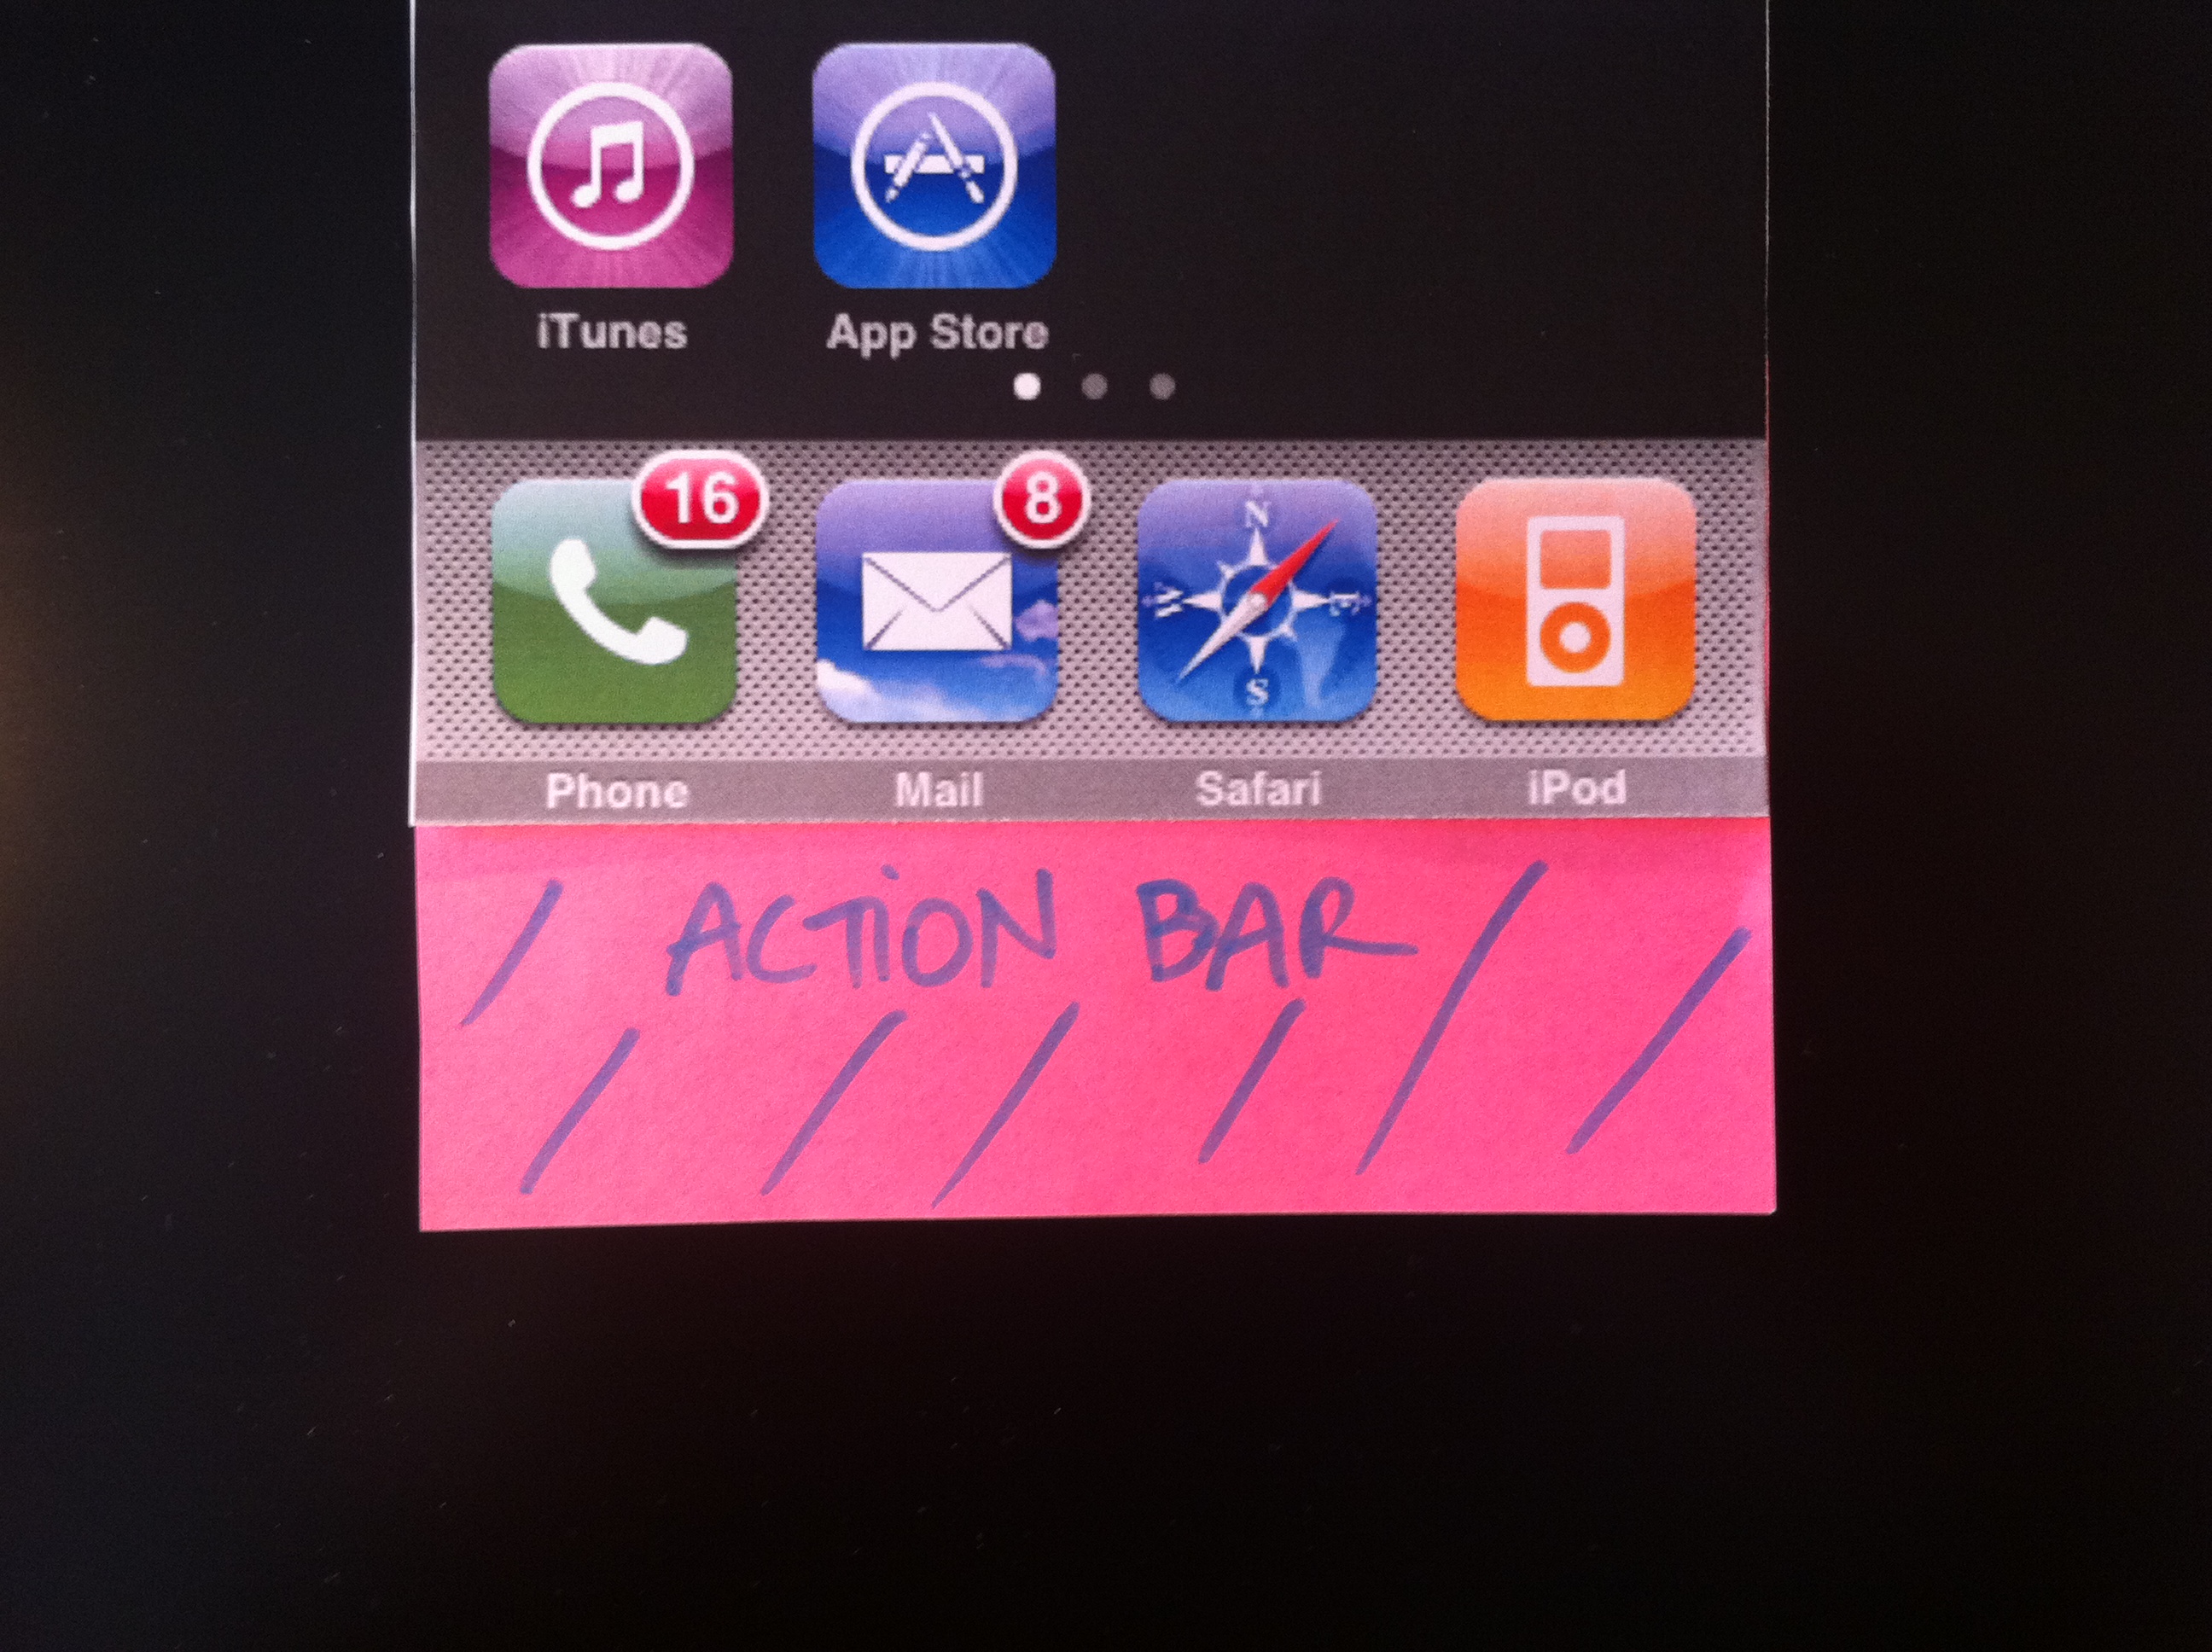 iTunes App Store
16 8
N
W E
S
Phone Mail Safari iPod
ACTION BAR